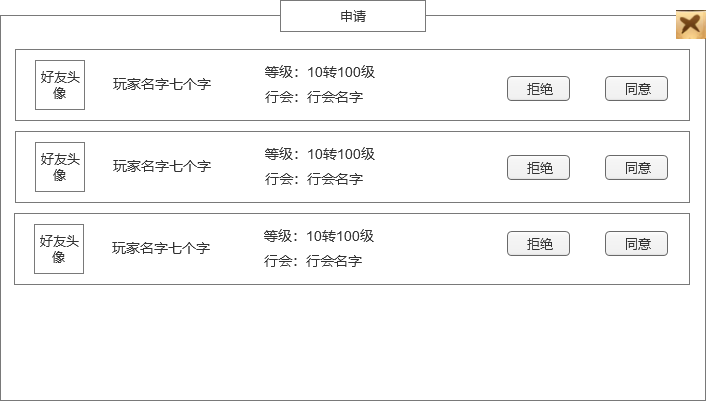 申请
好友头
像
玩家名字七个字
等级：10转100级
行会：行会名字
拒绝
同意
好友头
像
玩家名字七个字
等级：10转100级
行会：行会名字
拒绝
同意
好友头
像
玩家名字七个字
等级：10转100级
行会：行会名字
拒绝
同意